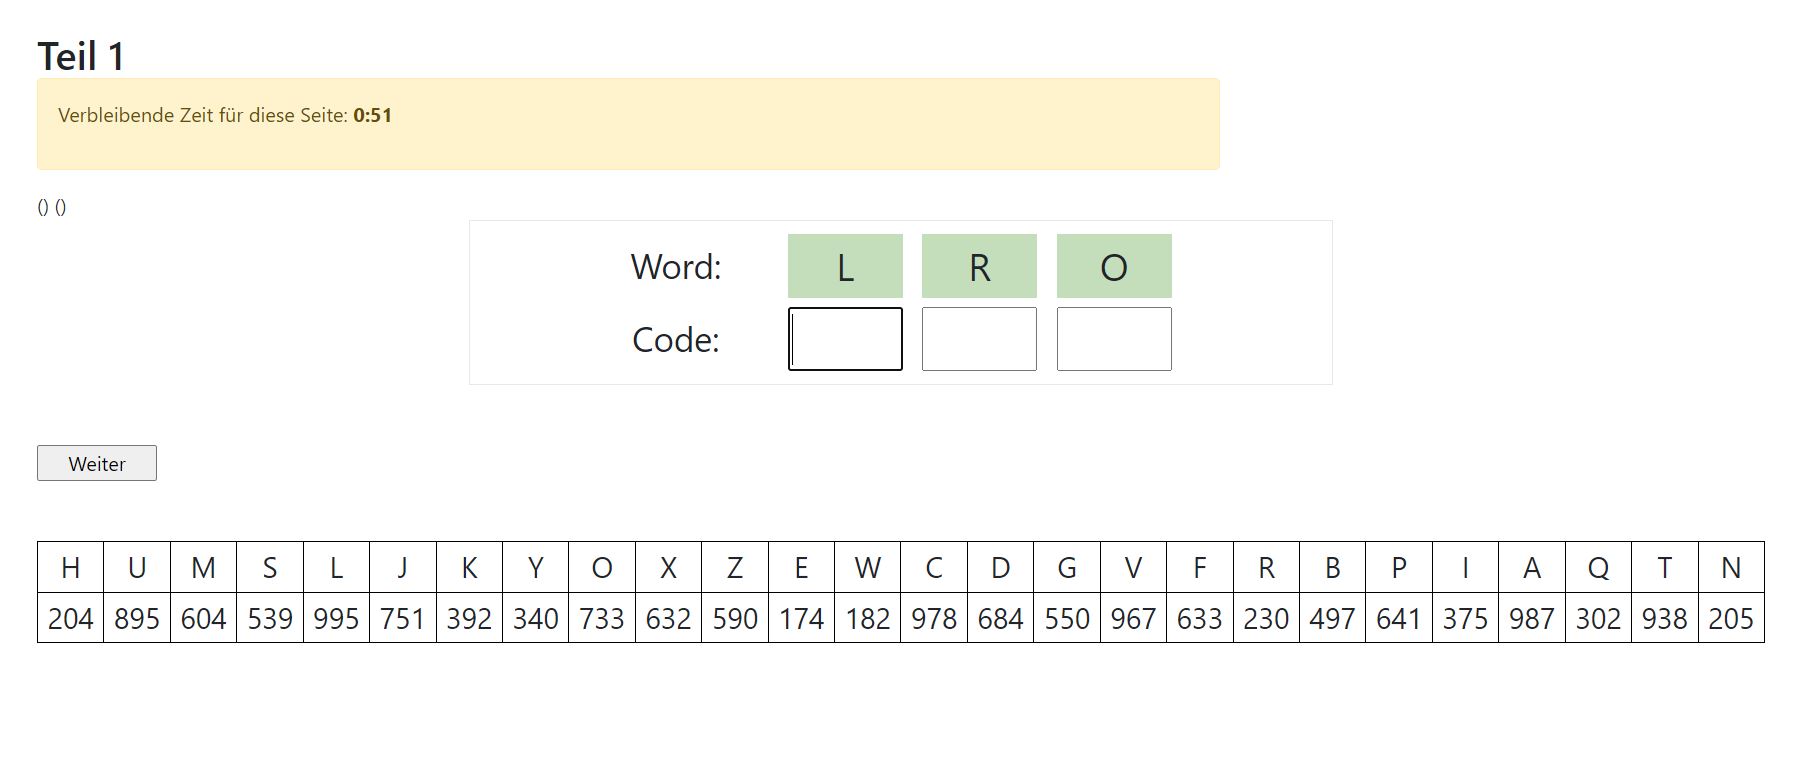 Teil 1
Verbleibende Zeit für diese Seite: 0:51
() ()
Word: L R O
Code:
Weiter
H U M S L J K Y O X Z E W C D G V F R B P I A Q T N
204 895 604 539 995 751 392 340 733 632 590 174 182 978 684 550 967 633 230 497 641 375 987 302 938 205